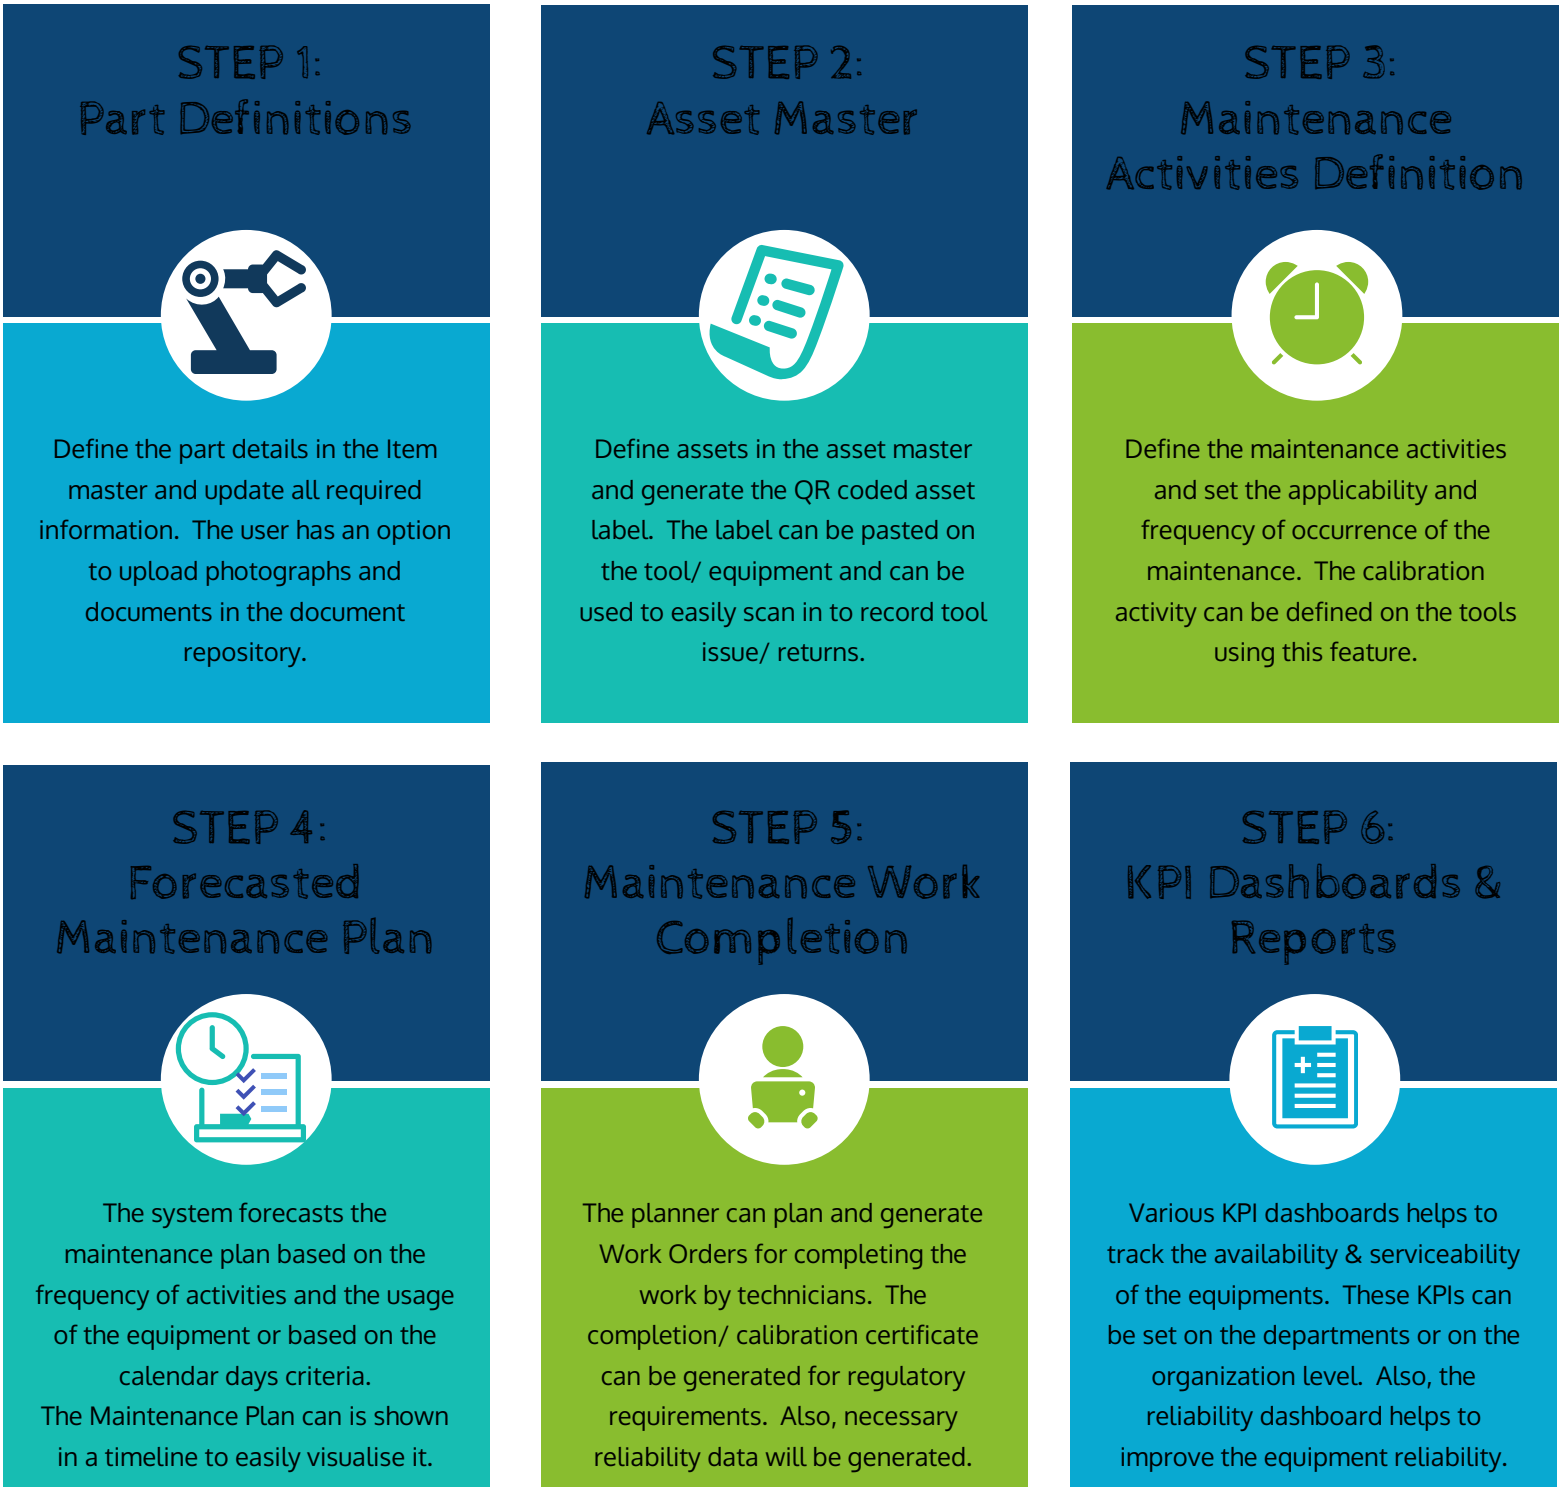 STEP 1:
Part Definitions
Define the part details in the Item
master and update all required
information.  The user has an option
to upload photographs and
documents in the document
repository.
STEP 2:
Asset Master
Define assets in the asset master
and generate the QR coded asset
label.  The label can be pasted on
the tool/ equipment and can be
used to easily scan in to record tool
issue/ returns.
STEP 3:
Maintenance
Activities Definition
Define the maintenance activities
and set the applicability and
frequency of occurrence of the
maintenance.  The calibration
activity can be defined on the tools
using this feature.
STEP 4:
Forecasted
Maintenance Plan
The system forecasts the
maintenance plan based on the
frequency of activities and the usage
of the equipment or based on the
calendar days criteria.
The Maintenance Plan can is shown
in a timeline to easily visualise it.
STEP 5:
Maintenance Work
Completion
The planner can plan and generate
Work Orders for completing the
work by technicians.  The
completion/ calibration certificate
can be generated for regulatory
requirements.  Also, necessary
reliability data will be generated.
STEP 6:
KPI Dashboards &
Reports
Various KPI dashboards helps to
track the availability & serviceability
of the equipments.  These KPIs can
be set on the departments or on the
organization level.  Also, the
reliability dashboard helps to
improve the equipment reliability.